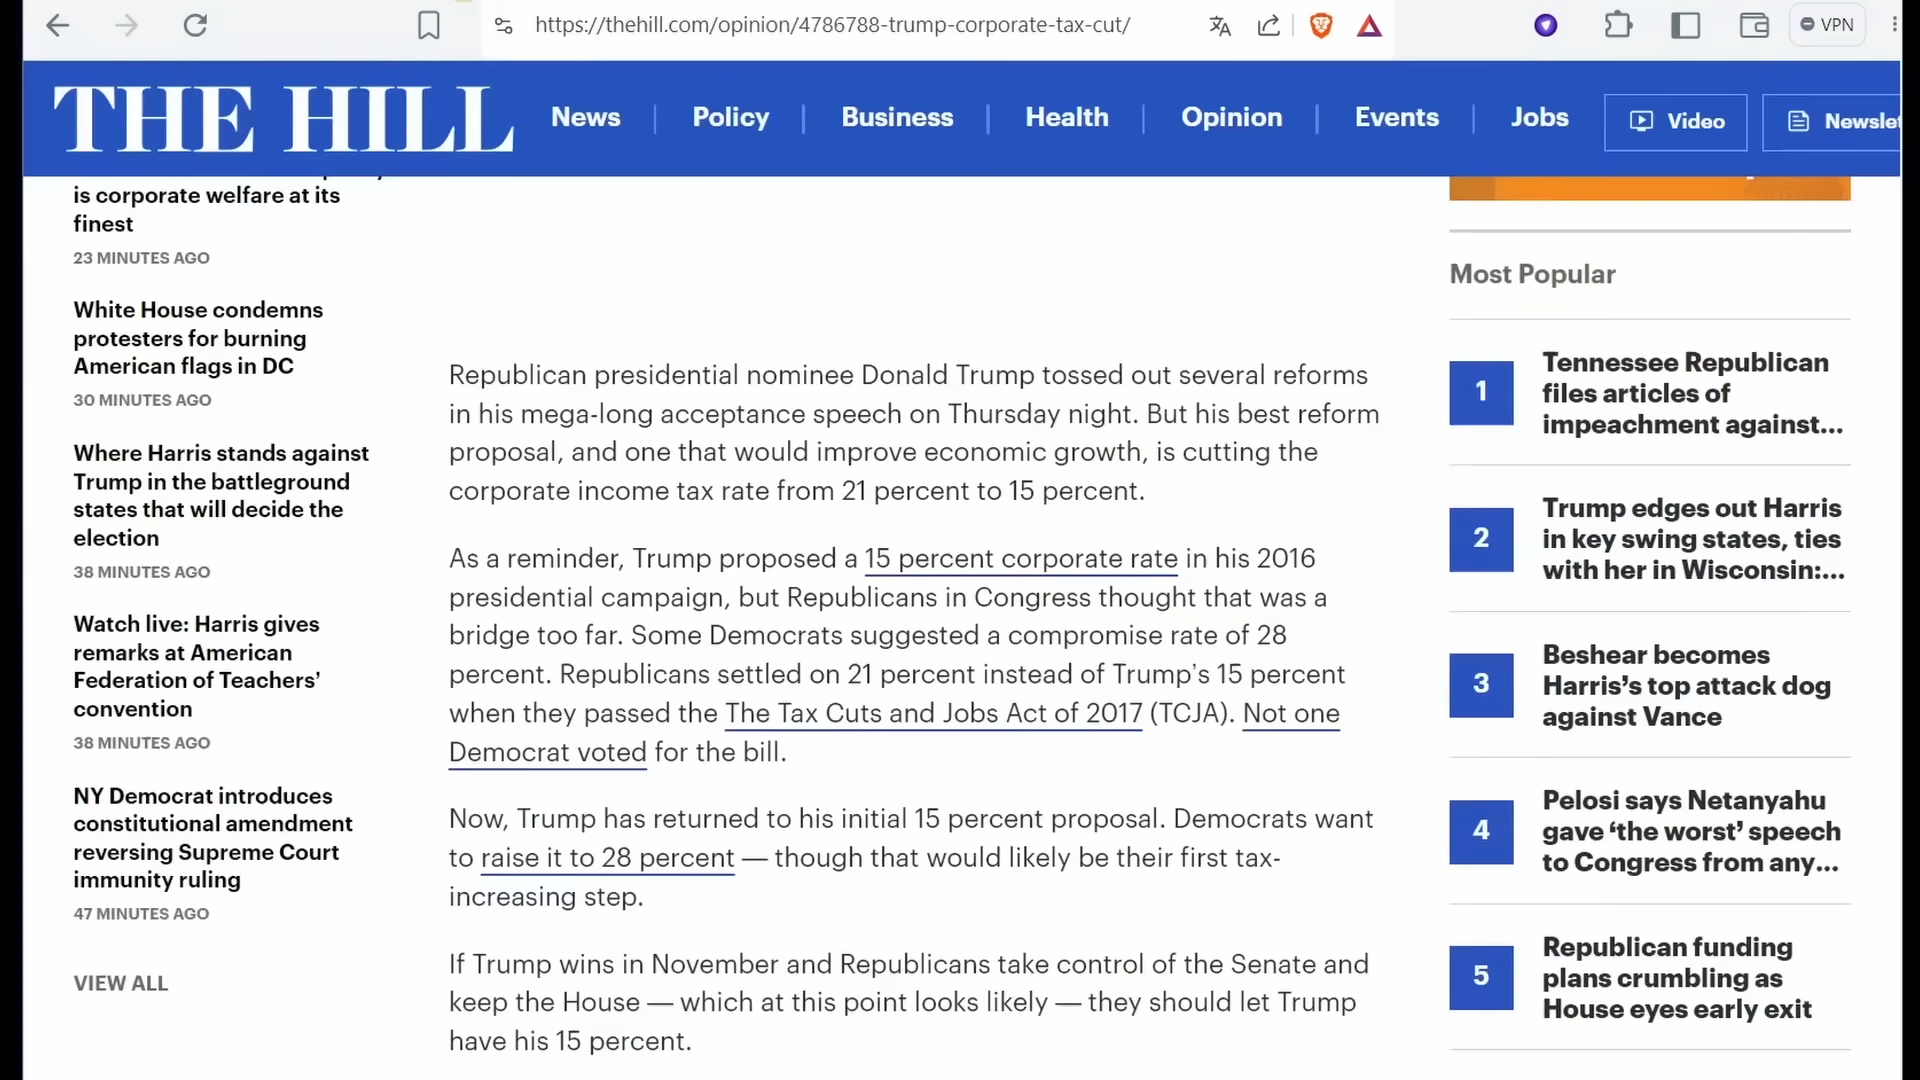 https://thehill.com/opinion/4786788-trump-corporate-tax-cut/
VPN
THE HILL
News
Policy
Business
Health
Opinion
Events
Jobs
Video
is corporate welfare at its
finest
23 MINUTES AGO
White House condemns
protesters for burning
American flags in DC
30 MINUTES AGO
Where Harris stands against
Trump in the battleground
states that will decide the
election
38 MINUTES AGO
Watch live: Harris gives
remarks at American
Federation of Teachers’
convention
38 MINUTES AGO
NY Democrat introduces
constitutional amendment
reversing Supreme Court
immunity ruling
47 MINUTES AGO
VIEW ALL
Republican presidential nominee Donald Trump tossed out several reforms
in his mega-long acceptance speech on Thursday night. But his best reform
proposal, and one that would improve economic growth, is cutting the
corporate income tax rate from 21 percent to 15 percent.
As a reminder, Trump proposed a 15 percent corporate rate in his 2016
presidential campaign, but Republicans in Congress thought that was a
bridge too far. Some Democrats suggested a compromise rate of 28
percent. Republicans settled on 21 percent instead of Trump’s 15 percent
when they passed the The Tax Cuts and Jobs Act of 2017 (TCJA). Not one
Democrat voted for the bill.
Now, Trump has returned to his initial 15 percent proposal. Democrats want
to raise it to 28 percent — though that would likely be their first tax-
increasing step.
If Trump wins in November and Republicans take control of the Senate and
keep the House — which at this point looks likely — they should let Trump
have his 15 percent.
Most Popular
1
Tennessee Republican
files articles of
impeachment against...
2
Trump edges out Harris
in key swing states, ties
with her in Wisconsin:...
3
Beshear becomes
Harris’s top attack dog
against Vance
4
Pelosi says Netanyahu
gave ‘the worst’ speech
to Congress from any...
5
Republican funding
plans crumbling as
House eyes early exit